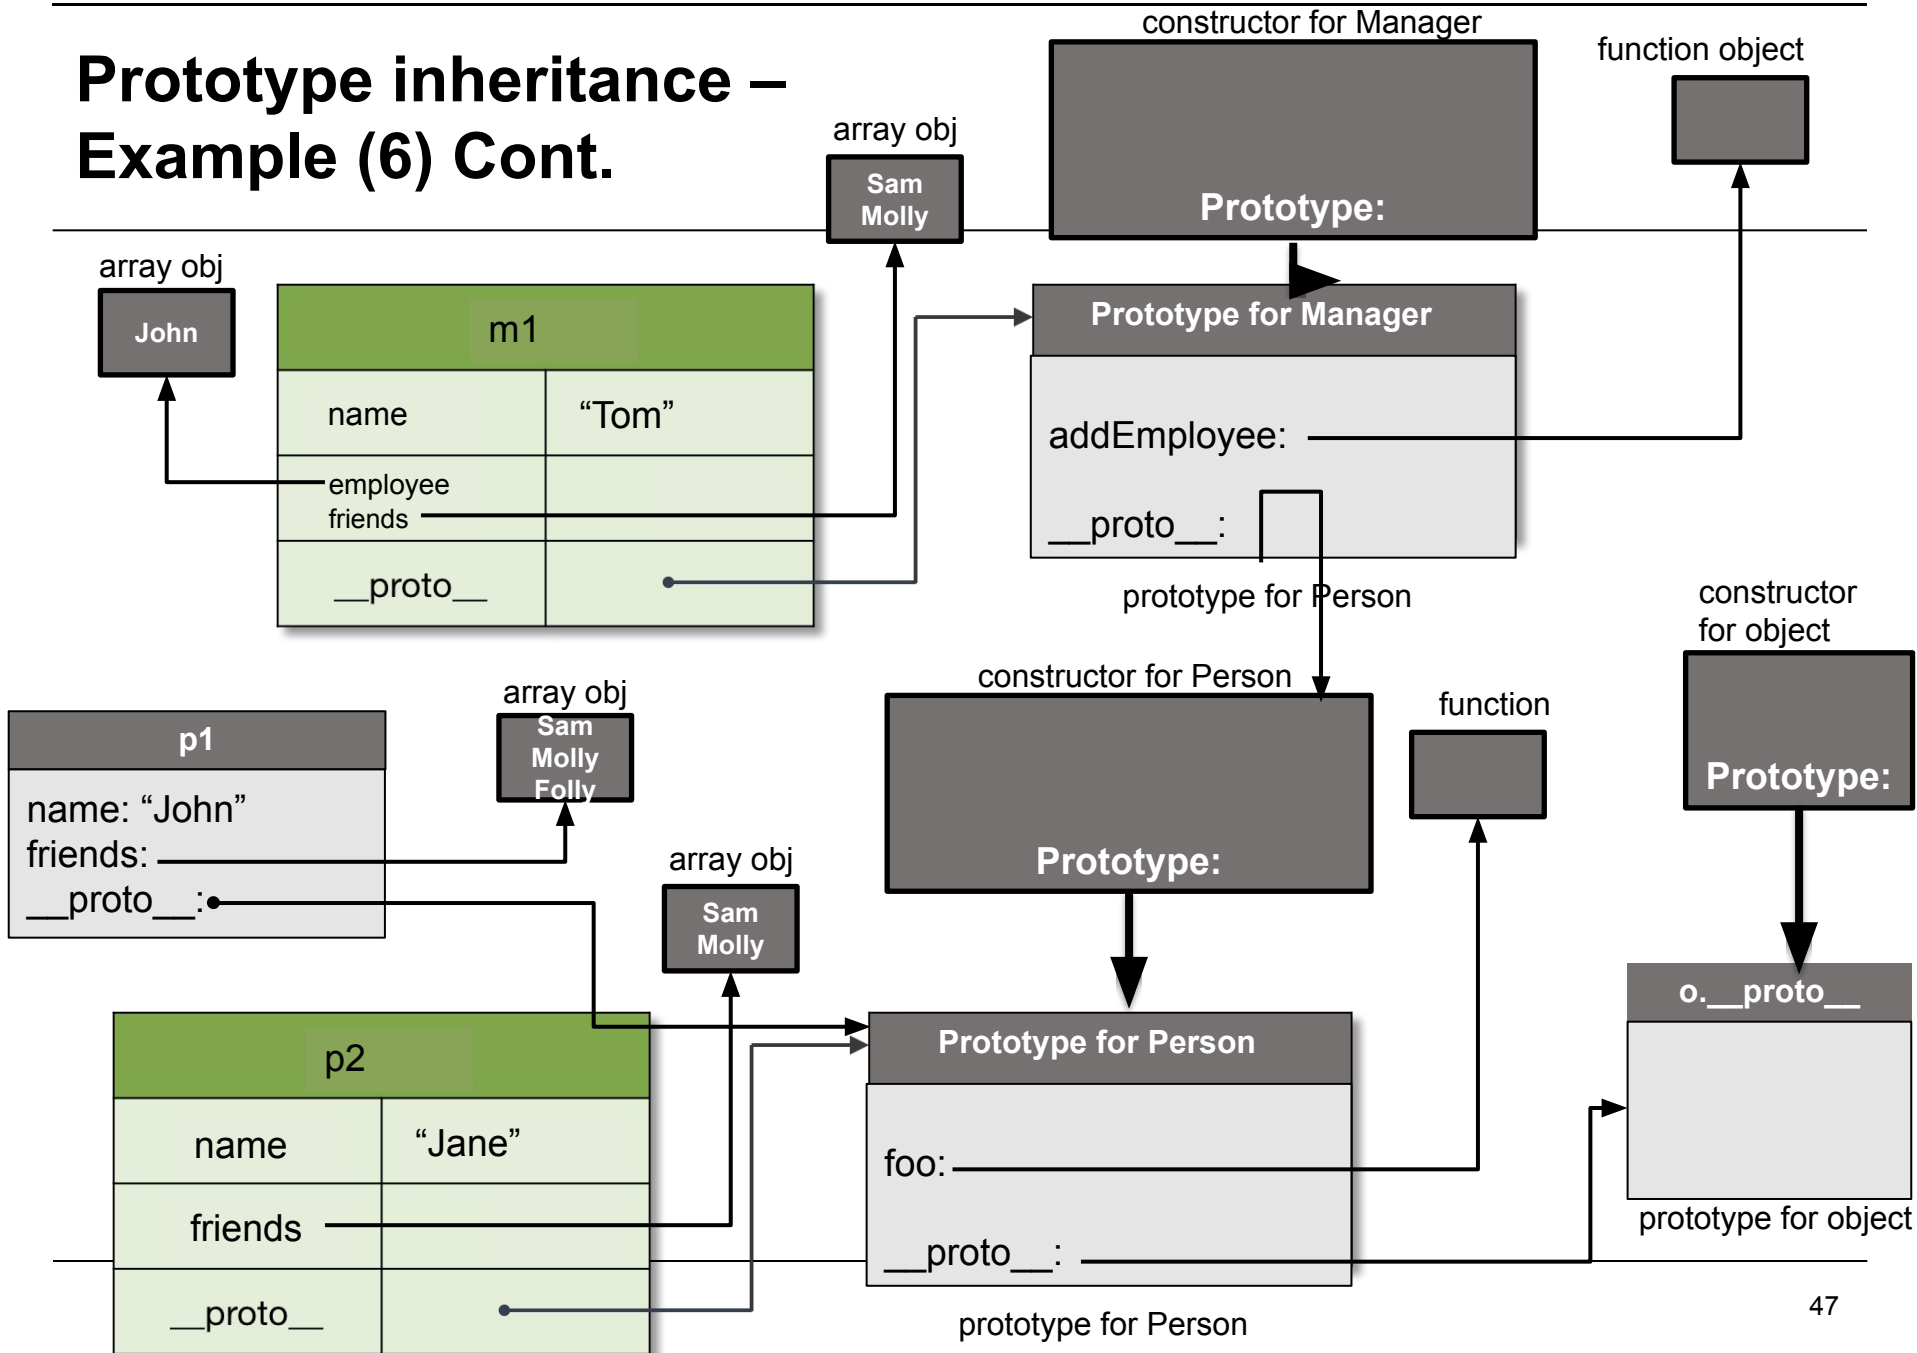 constructor for Manager
function object
Prototype inheritance –
Example (6) Cont.
array obj
Sam
Molly
Prototype:
array obj
John
m1
name
“Tom”
employee
friends
__proto__
Prototype for Manager
addEmployee:
__proto__:
prototype for Person
constructor
for object
Prototype:
constructor for Person
Prototype:
function
array obj
Sam
Molly
Folly
p1
name: “John”
friends:
__proto__:
array obj
Sam
Molly
o.__proto__
prototype for object
p2
name
“Jane”
friends
__proto__
Prototype for Person
foo:
__proto__:
prototype for Person
47